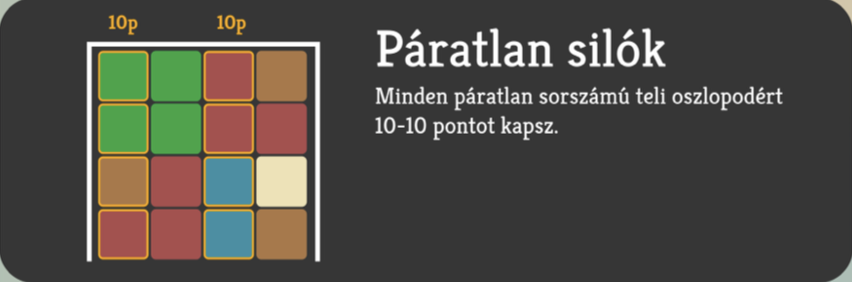 10p 10p
Páratlan silók
Minden páratlan sorszámú teli oszlopodért
10-10 pontot kapsz.